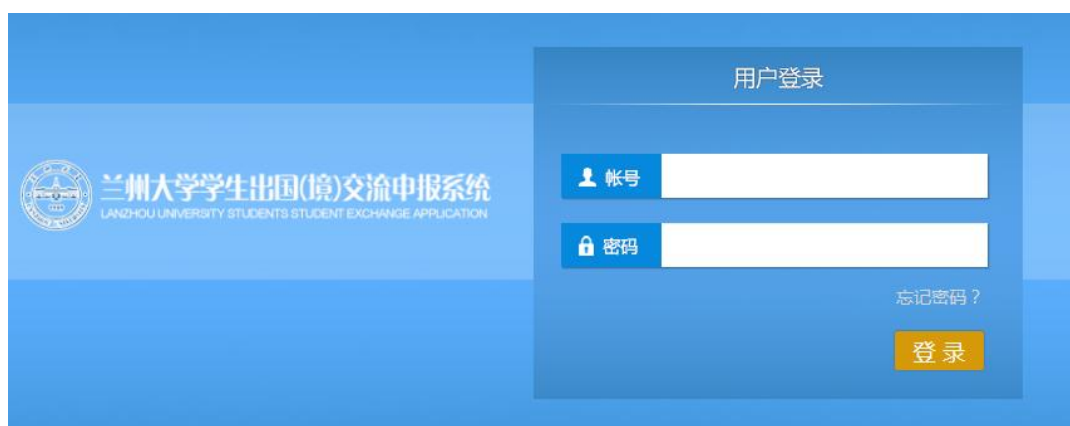 兰州大学学生出国(境)交流申报系统
LANZHOU UNIVERSITY STUDENTS STUDENT EXCHANGE APPLICATION
用户登录
帐号
密码
忘记密码？
登录